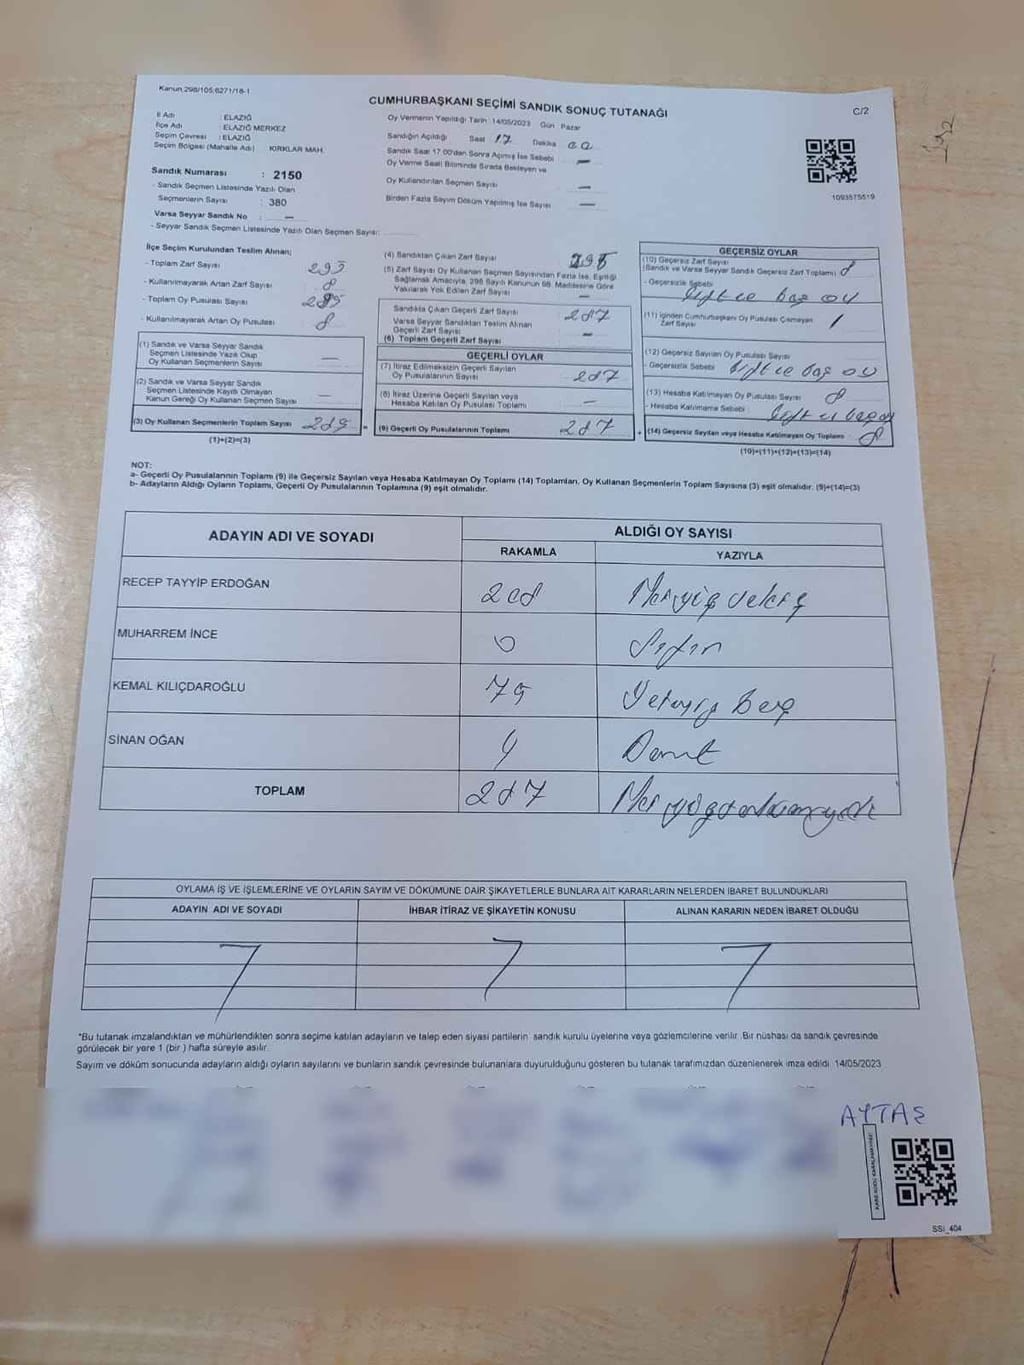 Kanun 298/105,6271/18-1
CUMHURBAŞKANI SEÇİMİ SANDIK SONUÇ TUTANAĞI
C/2
İl Adı : ELAZIĞ
İlçe Adı : ELAZIĞ MERKEZ
Seçim Çevresi : ELAZIĞ
Seçim Bölgesi (Mahalle Adı) KIRKLAR MAH.
Sandık Numarası : 2150
- Sandık Seçmen Listesinde Yazılı Olan
Seçmenlerin Sayısı : 380
Varsa Seyyar Sandık No : —
- Seyyar Sandık Seçmen Listesinde Yazılı Olan Seçmen Sayısı:
Oy Vermenin Yapıldığı Tarih : 14/05/2023 Gün Pazar
Sandığın Açıldığı Saat 17 Dakika 00
Sandık Saat 17.00'dan Sonra Açılmış İse Sebebi —
Oy Verme Saati Bitiminde Sırada Bekleyen ve
Oy Kullandırılan Seçmen Sayısı —
Birden Fazla Sayım Döküm Yapılmış İse Sayısı —
1093575519
İlçe Seçim Kurulundan Teslim Alınan;
- Toplam Zarf Sayısı
- Kullanılmayarak Artan Zarf Sayısı
- Toplam Oy Pusulası Sayısı
- Kullanılmayarak Artan Oy Pusulası
(1) Sandık ve Varsa Seyyar Sandık
Seçmen Listesinde Yazılı Olup
Oy Kullanan Seçmenlerin Sayısı —
(2) Sandık ve Varsa Seyyar Sandık
Seçmen Listesinde Kayıtlı Olmayan
Kanun Gereği Oy Kullanan Seçmen Sayısı —
(3) Oy Kullanan Seçmenlerin Toplam Sayısı =
(1)+(2)=(3)
(4) Sandıktan Çıkan Zarf Sayısı
(5) Zarf Sayısı Oy Kullanan Seçmen Sayısından Fazla İse, Eşitliği
Sağlamak Amacıyla, 298 Sayılı Kanunun 98. Maddesine Göre
Yakılarak Yok Edilen Zarf Sayısı —
Sandıkta Çıkan Geçerli Zarf Sayısı 287
Varsa Seyyar Sandıktan Teslim Alınan
Geçerli Zarf Sayısı —
(6) Toplam Geçerli Zarf Sayısı
GEÇERLİ OYLAR
(7) İtiraz Edilmeksizin Geçerli Sayılan
Oy Pusulalarının Sayısı 287
(8) İtiraz Üzerine Geçerli Sayılan veya
Hesaba Katılan Oy Pusulası Toplamı —
(9) Geçerli Oy Pusulalarının Toplamı 287 +
GEÇERSİZ OYLAR
(10) Geçersiz Zarf Sayısı
(Sandık ve Varsa Seyyar Sandık Geçersiz Zarf Toplamı) 8
- Geçersizlik Sebebi
çift ve boş oy
(11) İçinden Cumhurbaşkanı Oy Pusulası Çıkmayan
Zarf Sayısı
(12) Geçersiz Sayılan Oy Pusulası Sayısı
- Geçersizlik Sebebi çift ve boş oy
(13) Hesaba Katılmayan Oy Pusulası Sayısı 8
- Hesaba Katılmama Sebebi
(14) Geçersiz Sayılan veya Hesaba Katılmayan Oy Toplamı 8
(10)+(11)+(12)+(13)=(14)
NOT:
a- Geçerli Oy Pusulalarının Toplamı (9) ile Geçersiz Sayılan veya Hesaba Katılmayan Oy Toplamı (14) Toplamları, Oy Kullanan Seçmenlerin Toplam Sayısına (3) eşit olmalıdır. (9)+(14)=(3)
b- Adayların Aldığı Oyların Toplamı, Geçerli Oy Pusulalarının Toplamına (9) eşit olmalıdır.
ADAYIN ADI VE SOYADI
ALDIĞI OY SAYISI
RAKAMLA YAZIYLA
RECEP TAYYİP ERDOĞAN 208
MUHARREM İNCE 0 Sıfır
KEMAL KILIÇDAROĞLU 75 Yetmiş Beş
SİNAN OĞAN 4 Dört
TOPLAM 287
OYLAMA İŞ VE İŞLEMLERİNE VE OYLARIN SAYIM VE DÖKÜMÜNE DAİR ŞİKAYETLERLE BUNLARA AİT KARARLARIN NELERDEN İBARET BULUNDUKLARI
ADAYIN ADI VE SOYADI İHBAR İTİRAZ VE ŞİKAYETİN KONUSU ALINAN KARARIN NEDEN İBARET OLDUĞU
*Bu tutanak imzalandıktan ve mühürlendikten sonra seçime katılan adayların ve talep eden siyasi partilerin sandık kurulu üyelerine veya gözlemcilerine verilir. Bir nüshası da sandık çevresinde
görülecek bir yere 1 (bir ) hafta süreyle asılır.
Sayım ve döküm sonucunda adayların aldığı oyların sayılarını ve bunların sandık çevresinde bulunanlara duyurulduğunu gösteren bu tutanak tarafımızdan düzenlenerek imza edildi 14/05/2023
AYTAŞ
SSI_404